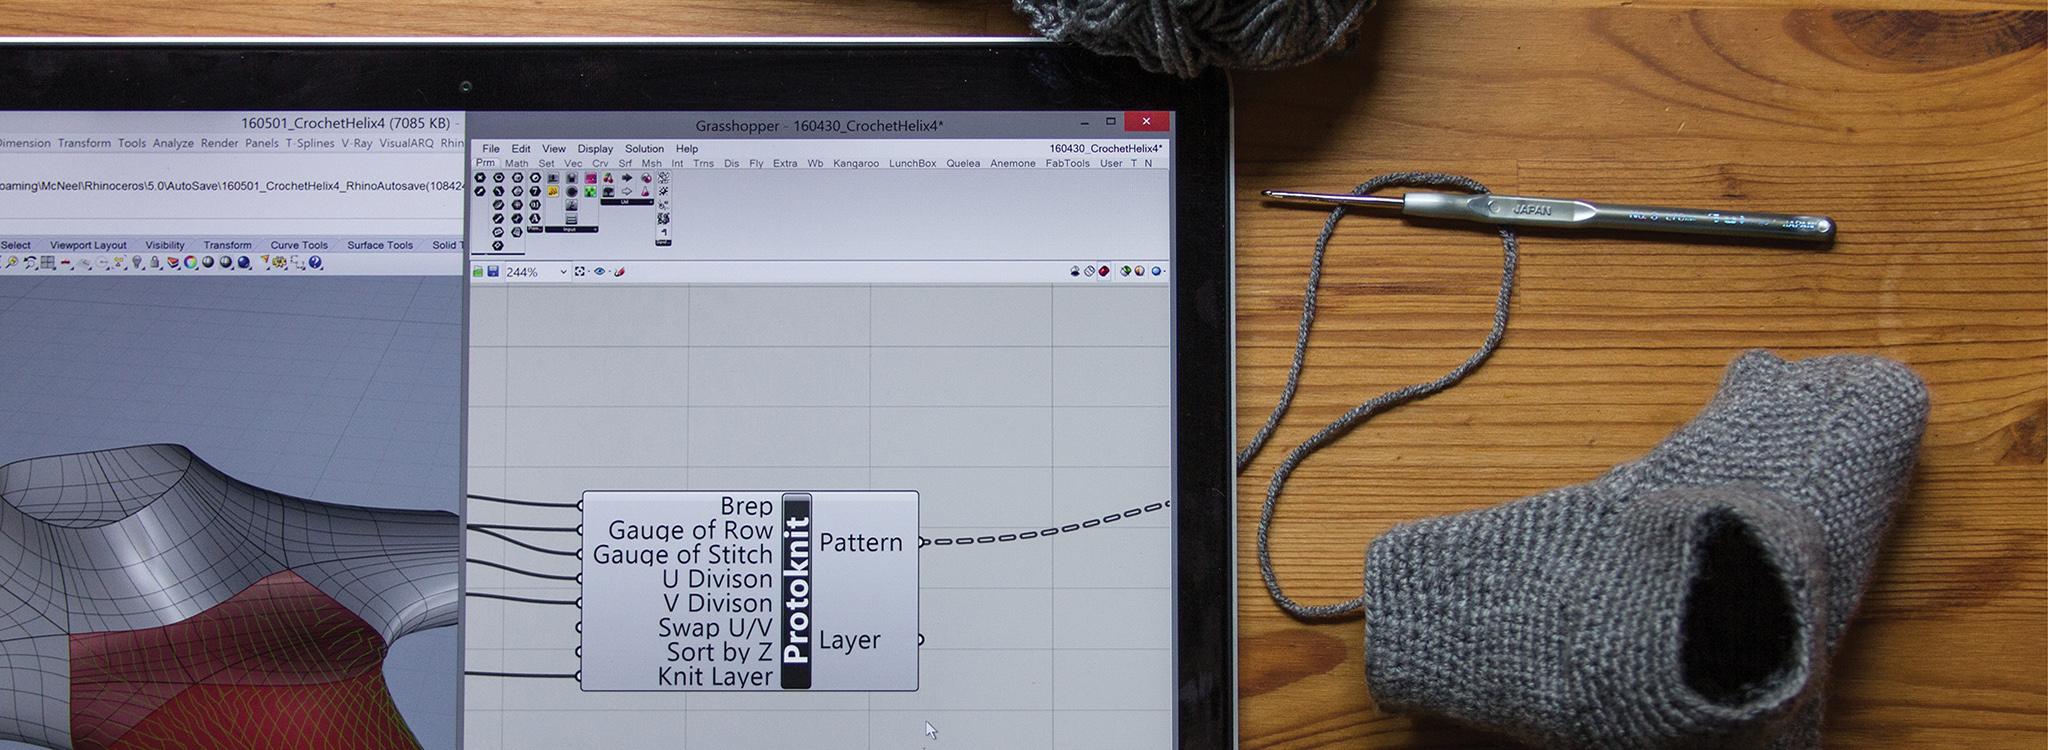 160501_CrochetHelix4 (7085 KB) -
Dimension Transform Tools Analyze Render Panels T-Splines V-Ray VisualARQ Rhin
oaming\McNeel\Rhinoceros\5.0\AutoSave\160501_CrochetHelix4_RhinoAutosave(108424
Select Viewport Layout Visibility Transform Curve Tools Surface Tools Solid T
Grasshopper - 160430_CrochetHelix4*
File Edit View Display Solution Help 160430_CrochetHelix4*
Prm Math Set Vec Crv Srf Msh Int Trns Dis Fly Extra Wb Kangaroo LunchBox Quelea Anemone FabTools User T N
Input
Util
244%
Brep
Gauge of Row
Gauge of Stitch
U Divison
V Divison
Swap U/V
Sort by Z
Knit Layer
Protoknit
Pattern
Layer
JAPAN
JAPAN